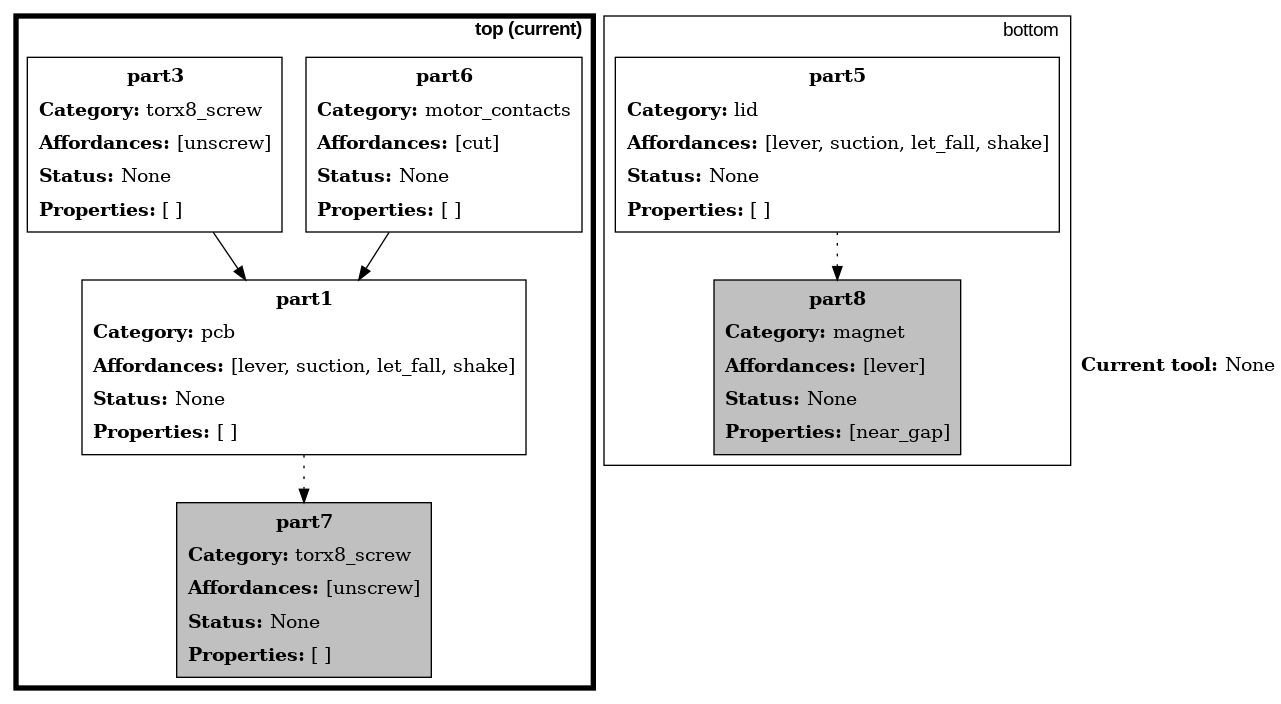 top (current)
part3
Category: torx8_screw
Affordances: [unscrew]
Status: None
Properties: [ ]
part6
Category: motor_contacts
Affordances: [cut]
Status: None
Properties: [ ]
part1
Category: pcb
Affordances: [lever, suction, let_fall, shake]
Status: None
Properties: [ ]
part7
Category: torx8_screw
Affordances: [unscrew]
Status: None
Properties: [ ]
bottom
part5
Category: lid
Affordances: [lever, suction, let_fall, shake]
Status: None
Properties: [ ]
part8
Category: magnet
Affordances: [lever]
Status: None
Properties: [near_gap]
Current tool: None